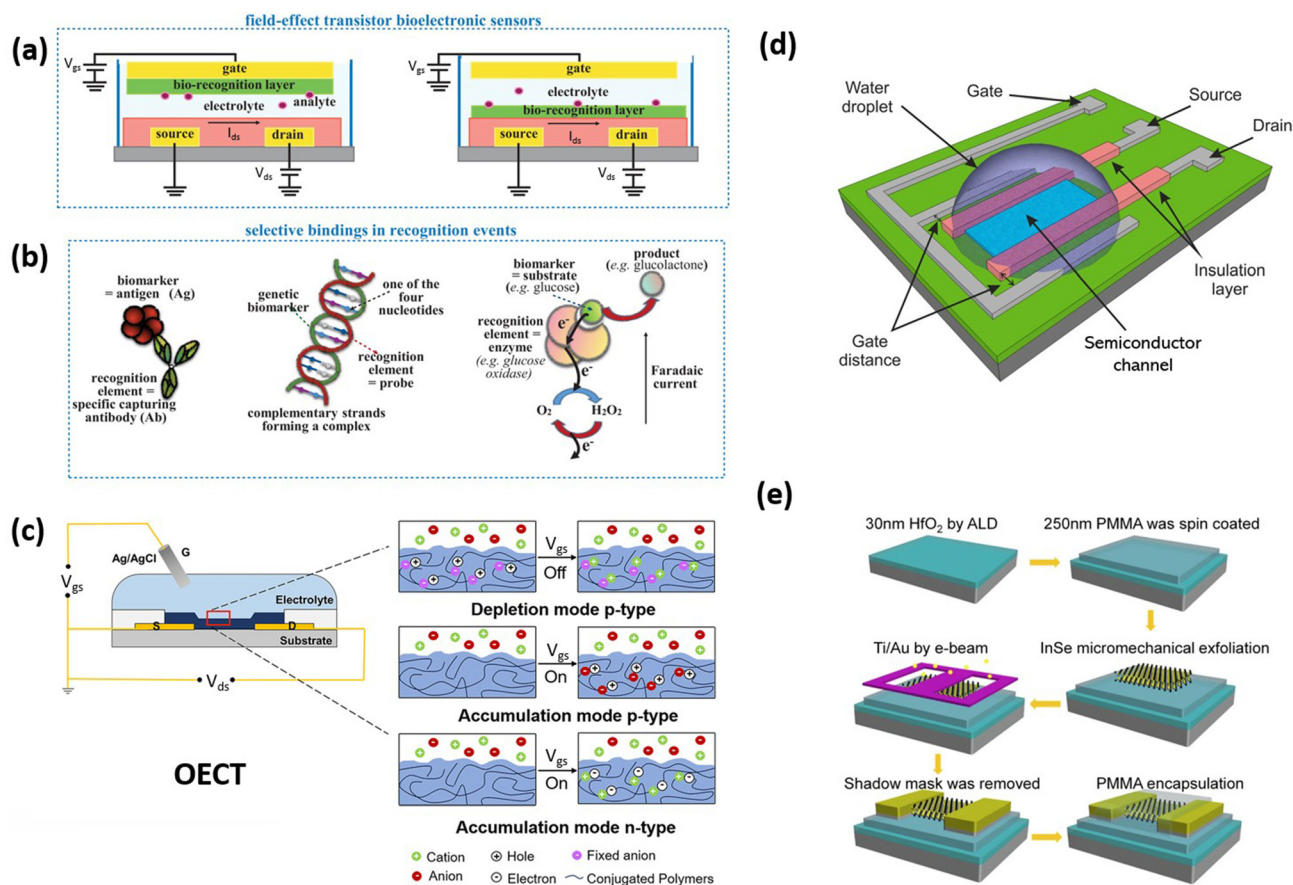 field-effect transistor bioelectronic sensors
(a)
Vgs
gate
bio-recognition layer
analyte
electrolyte
Ids
source
drain
Vds
Vgs
gate
electrolyte
bio-recognition layer
Ids
source
drain
Vds
selective bindings in recognition events
(b)
biomarker
= antigen (Ag)
recognition
element =
specific capturing
antibody (Ab)
genetic
biomarker
one of the
four
nucleotides
recognition
element
= probe
complementary strands
forming a complex
biomarker
= substrate
(e.g. glucose)
product
(e.g. glucolactone)
recognition
element =
enzyme
(e.g. glucose
oxidase)
e-
e-
O2
H2O2
e-
Faradaic
current
(c)
Ag/AgCl
G
Vgs
Electrolyte
S
D
Substrate
Vds
OECT
Vgs
Off
Depletion mode p-type
Vgs
On
Accumulation mode p-type
Vgs
On
Accumulation mode n-type
Cation
Hole
Fixed anion
Anion
Electron
Conjugated Polymers
(d)
Water
droplet
Gate
Source
Drain
Insulation
layer
Gate
distance
Semiconductor
channel
(e)
30nm HfO2 by ALD
250nm PMMA was spin coated
Ti/Au by e-beam
InSe micromechanical exfoliation
Shadow mask was removed
PMMA encapsulation